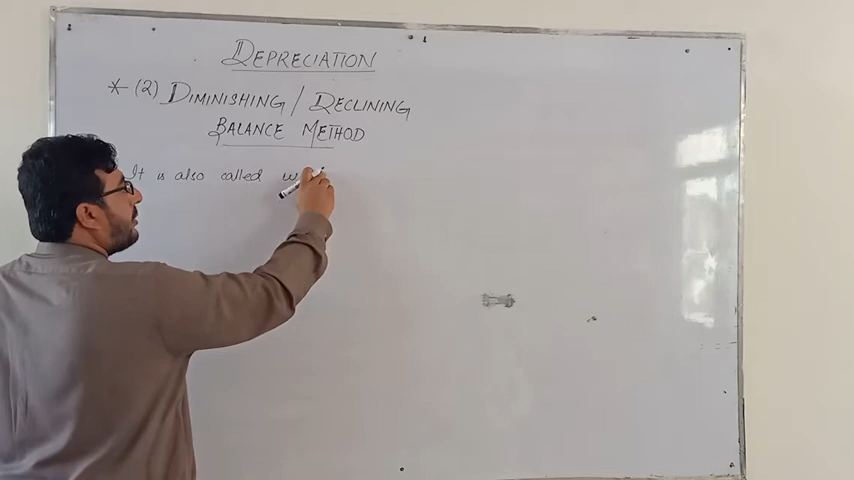 DEPRECIATION
* (2) DIMINISHING / DECLINING
BALANCE METHOD
It is also called w